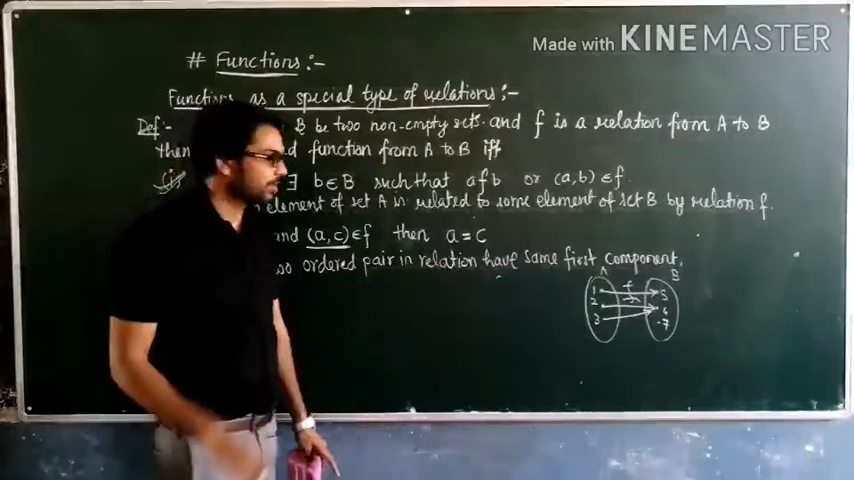 Made with KINEMASTER
# Functions :-
Functions as a special type of relations :-
Def:- B be two non-empty sets. and f is a relation from A to B
then function from A to B iff
(i) ∃ b∈B such that afb or (a,b) ∈ f.
element of set A is related to some element of set B by relation f.
and (a,c)∈f then a=c
ordered pair in relation have same first component.
A B
f
1 5
2 6
3 7